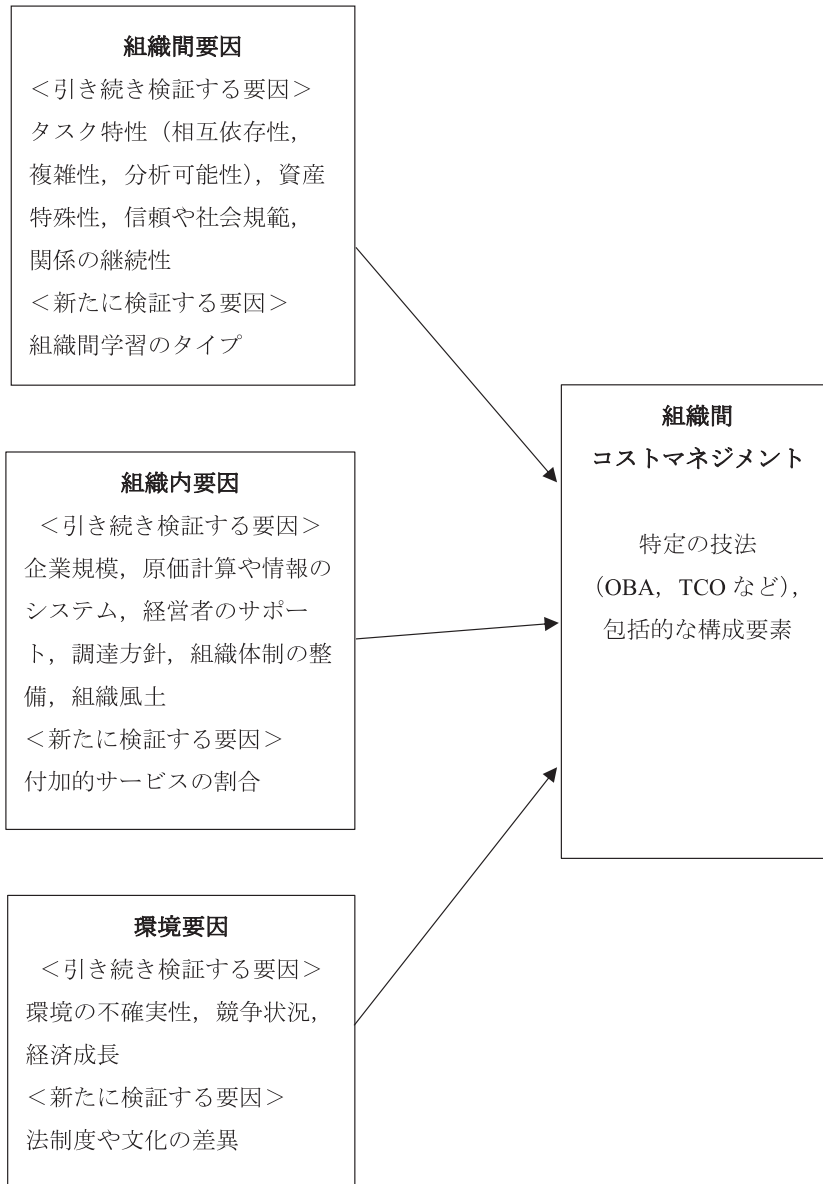 組織間要因
＜引き続き検証する要因＞
タスク特性（相互依存性，
複雑性，分析可能性），資産
特殊性，信頼や社会規範，
関係の継続性
＜新たに検証する要因＞
組織間学習のタイプ
組織内要因
＜引き続き検証する要因＞
企業規模，原価計算や情報の
システム，経営者のサポー
ト，調達方針，組織体制の整
備，組織風土
＜新たに検証する要因＞
付加的サービスの割合
環境要因
＜引き続き検証する要因＞
環境の不確実性，競争状況，
経済成長
＜新たに検証する要因＞
法制度や文化の差異
組織間
コストマネジメント
特定の技法
（OBA，TCO など），
包括的な構成要素